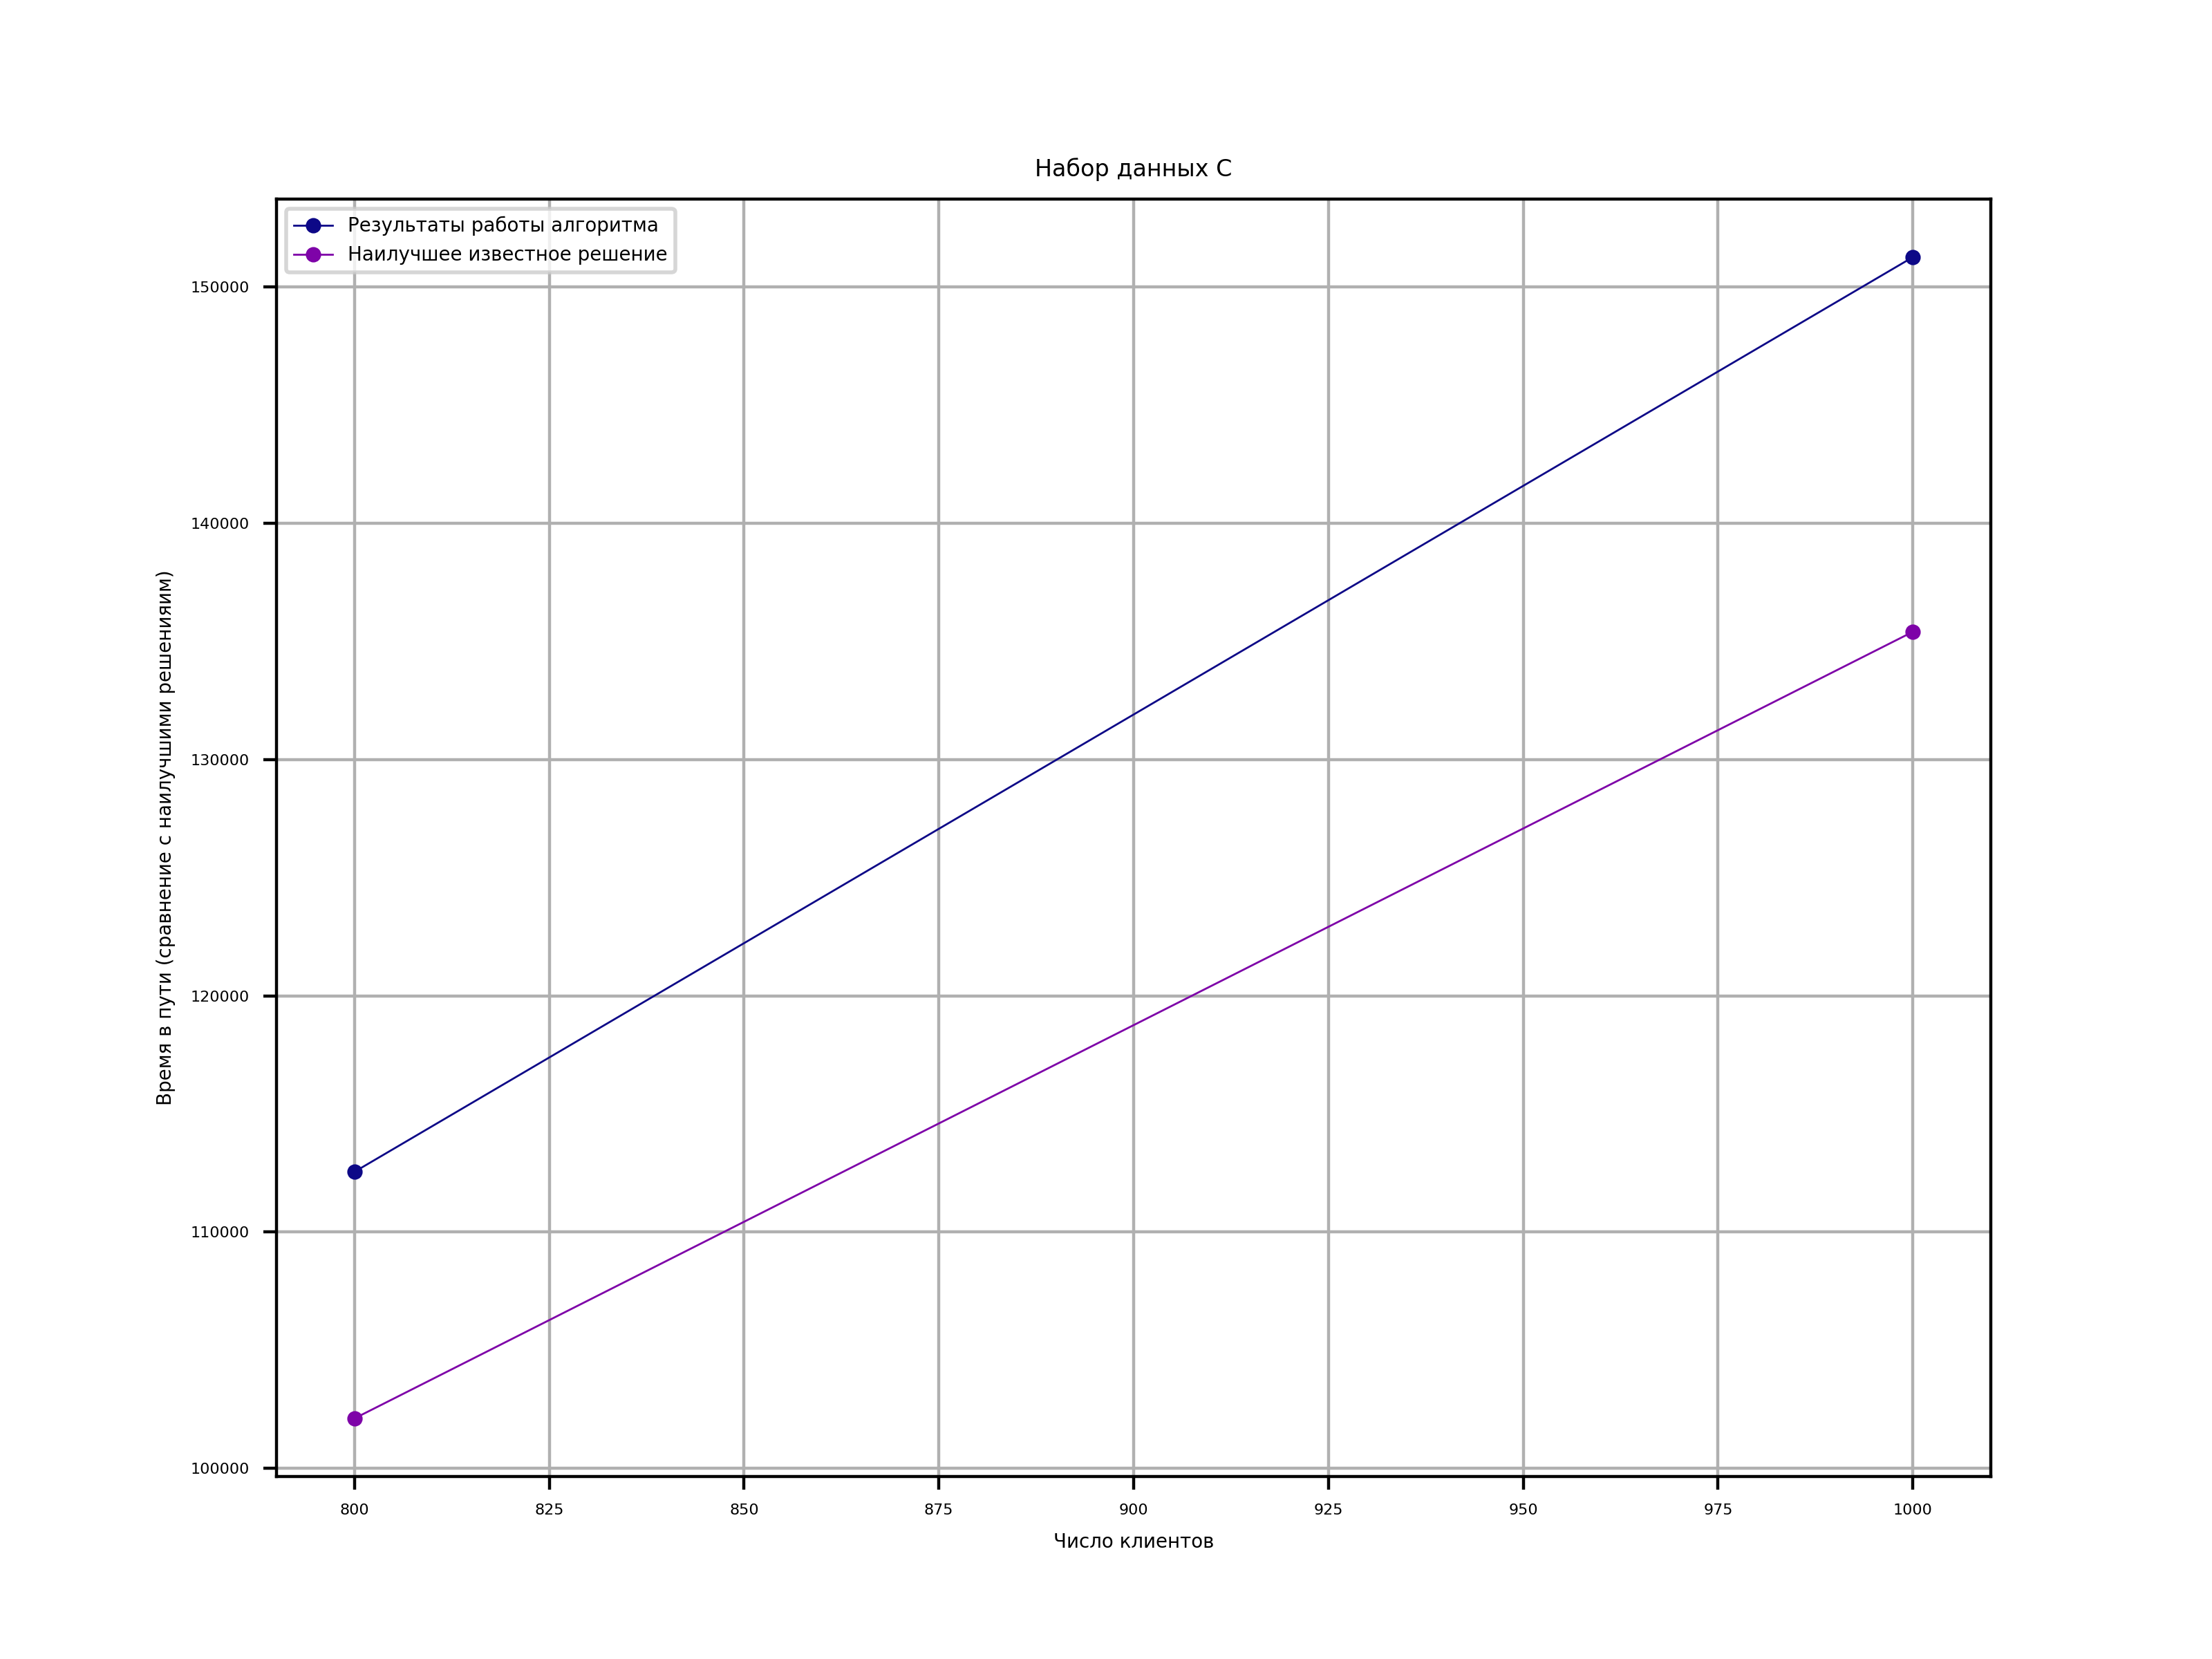 Набор данных C
Результаты работы алгоритма
Наилучшее известное решение
150000
140000
130000
120000
110000
100000
Время в пути (сравнение с наилучшими решенияим)
800 825 850 875 900 925 950 975 1000
Число клиентов